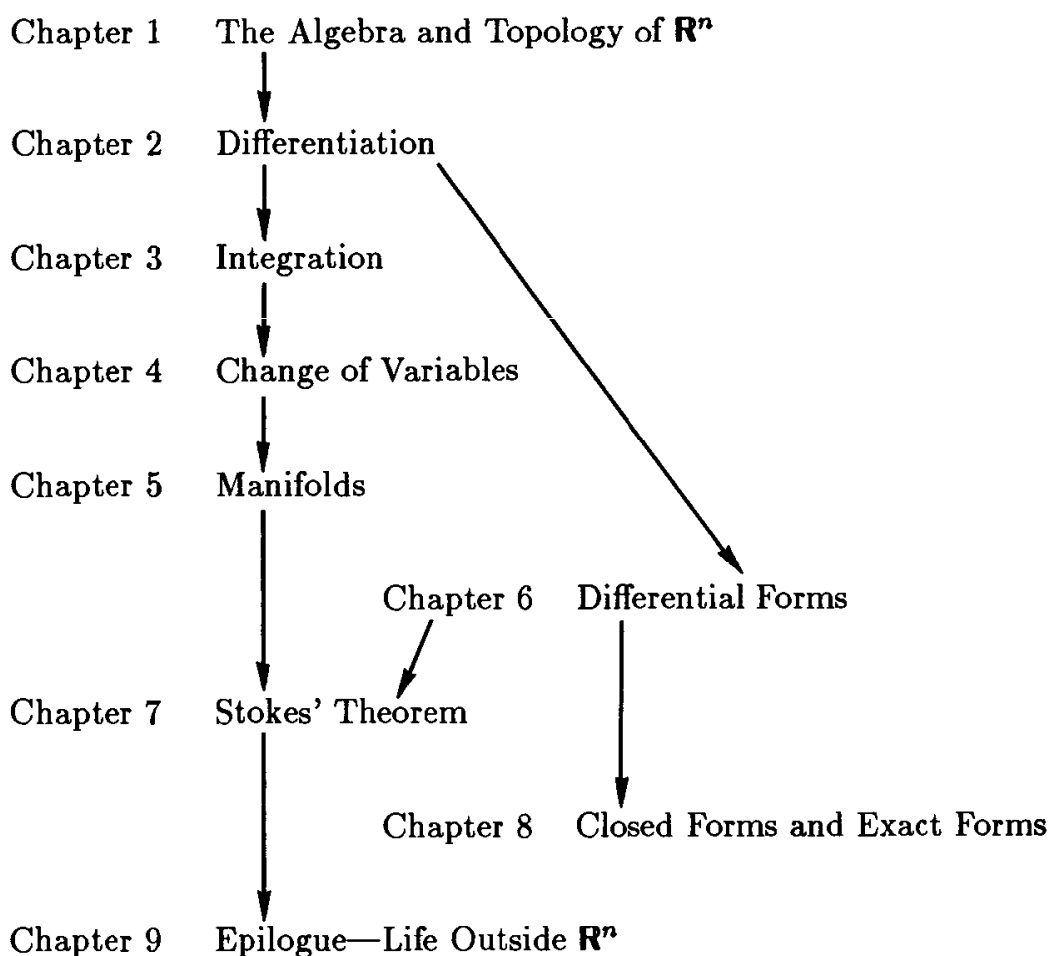 Chapter 1 The Algebra and Topology of Rⁿ
Chapter 2 Differentiation
Chapter 3 Integration
Chapter 4 Change of Variables
Chapter 5 Manifolds
Chapter 6 Differential Forms
Chapter 7 Stokes’ Theorem
Chapter 8 Closed Forms and Exact Forms
Chapter 9 Epilogue—Life Outside Rⁿ